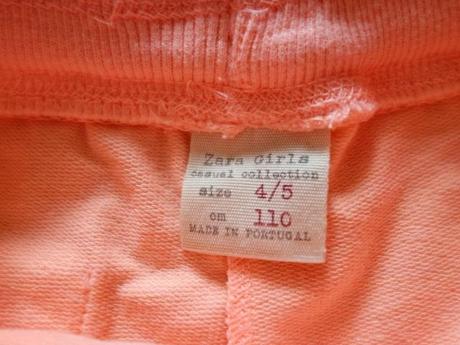 Zara Girls
casual collection
size 4/5
cm 110
MADE IN PORTUGAL